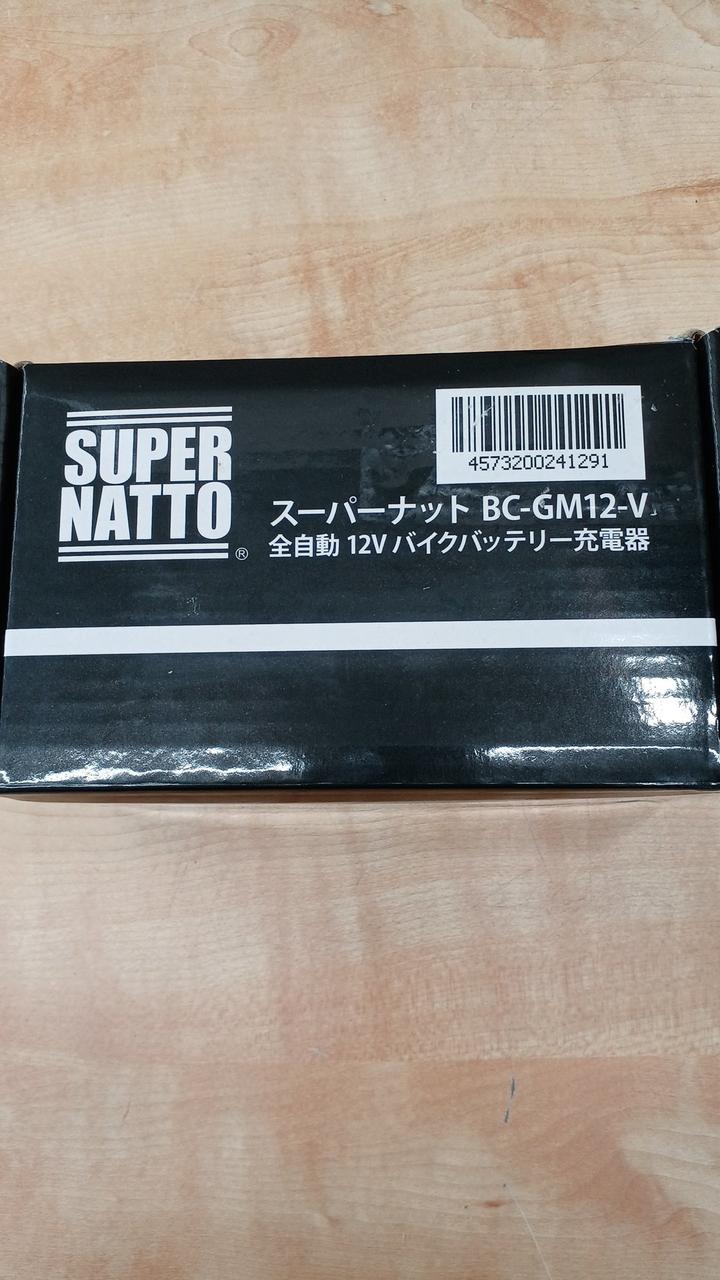 SUPER
NATTO
®
4573200241291
スーパーナット BC-GM12-V
全自動 12V バイクバッテリー充電器